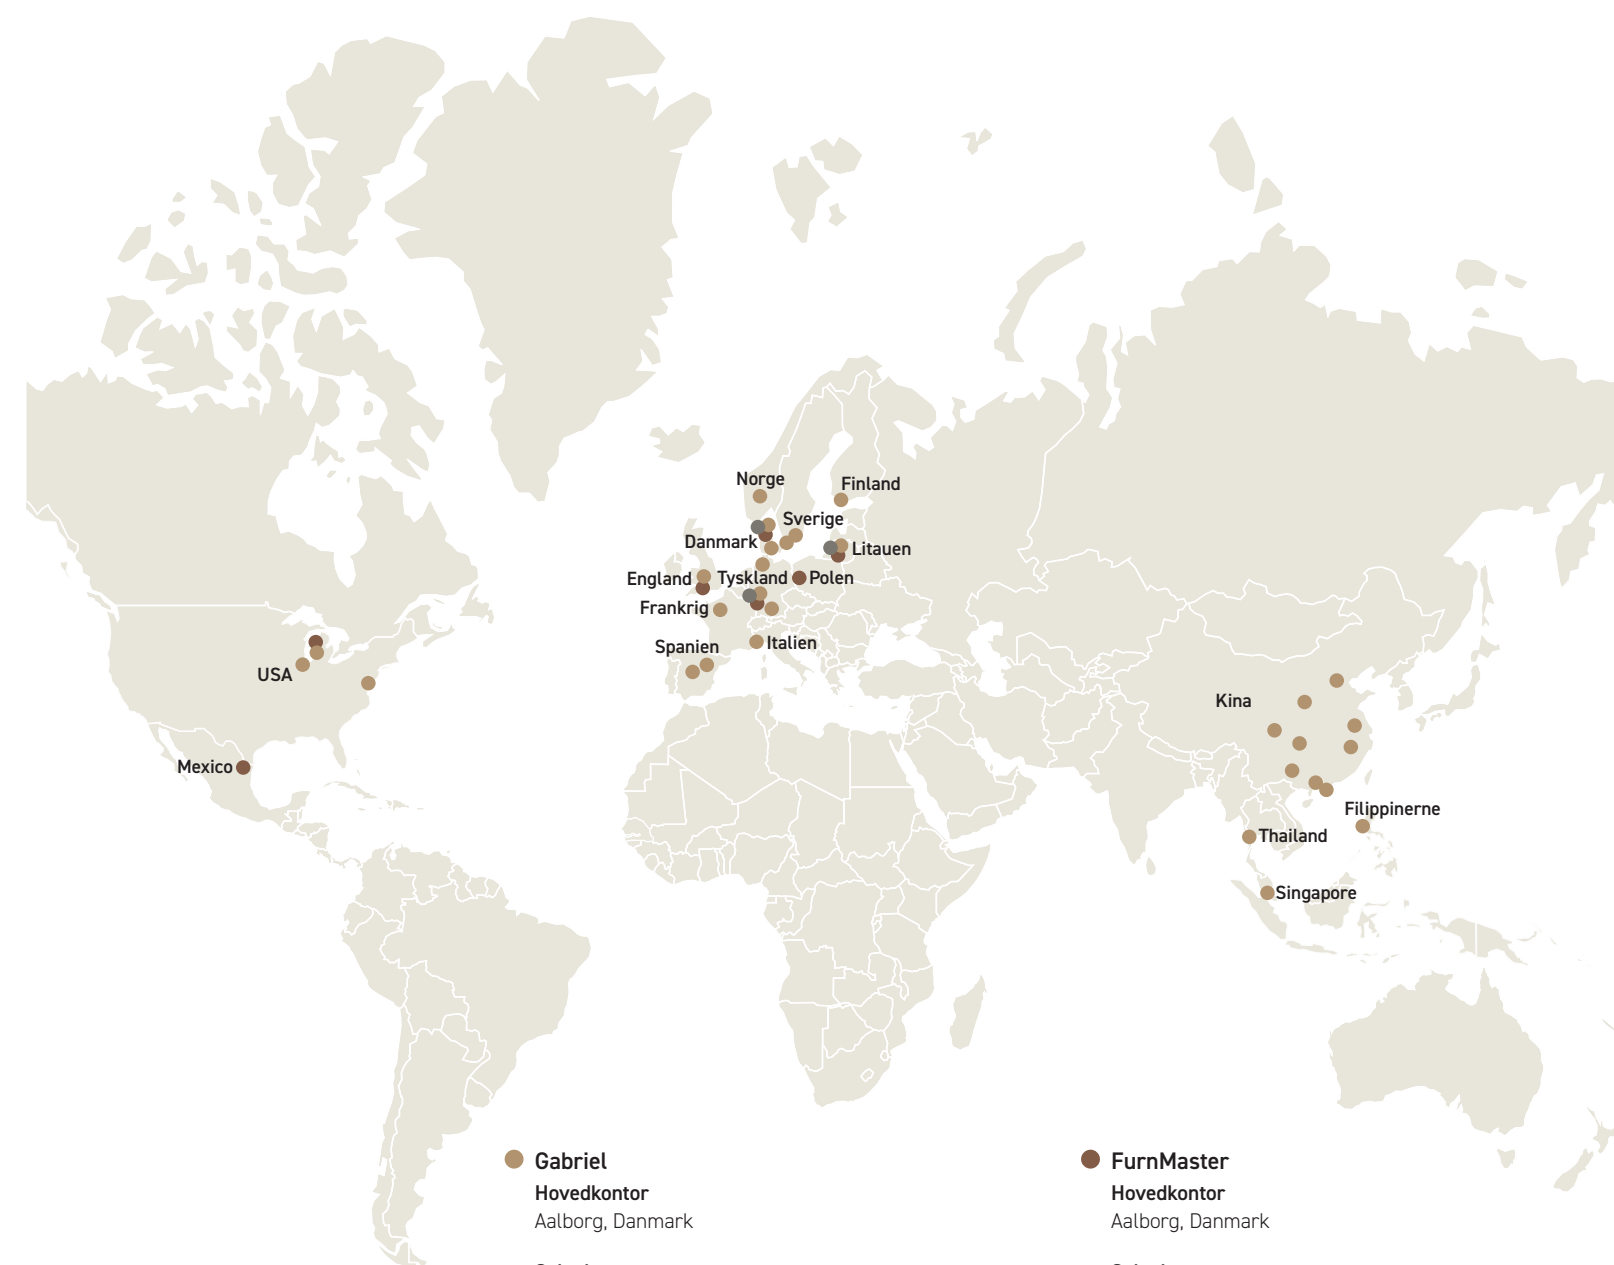 Norge
Finland
Sverige
Danmark
Litauen
England
Tyskland
Polen
Frankrig
Italien
Spanien
USA
Kina
Mexico
Filippinerne
Thailand
Singapore
Gabriel
Hovedkontor
Aalborg, Danmark
FurnMaster
Hovedkontor
Aalborg, Danmark